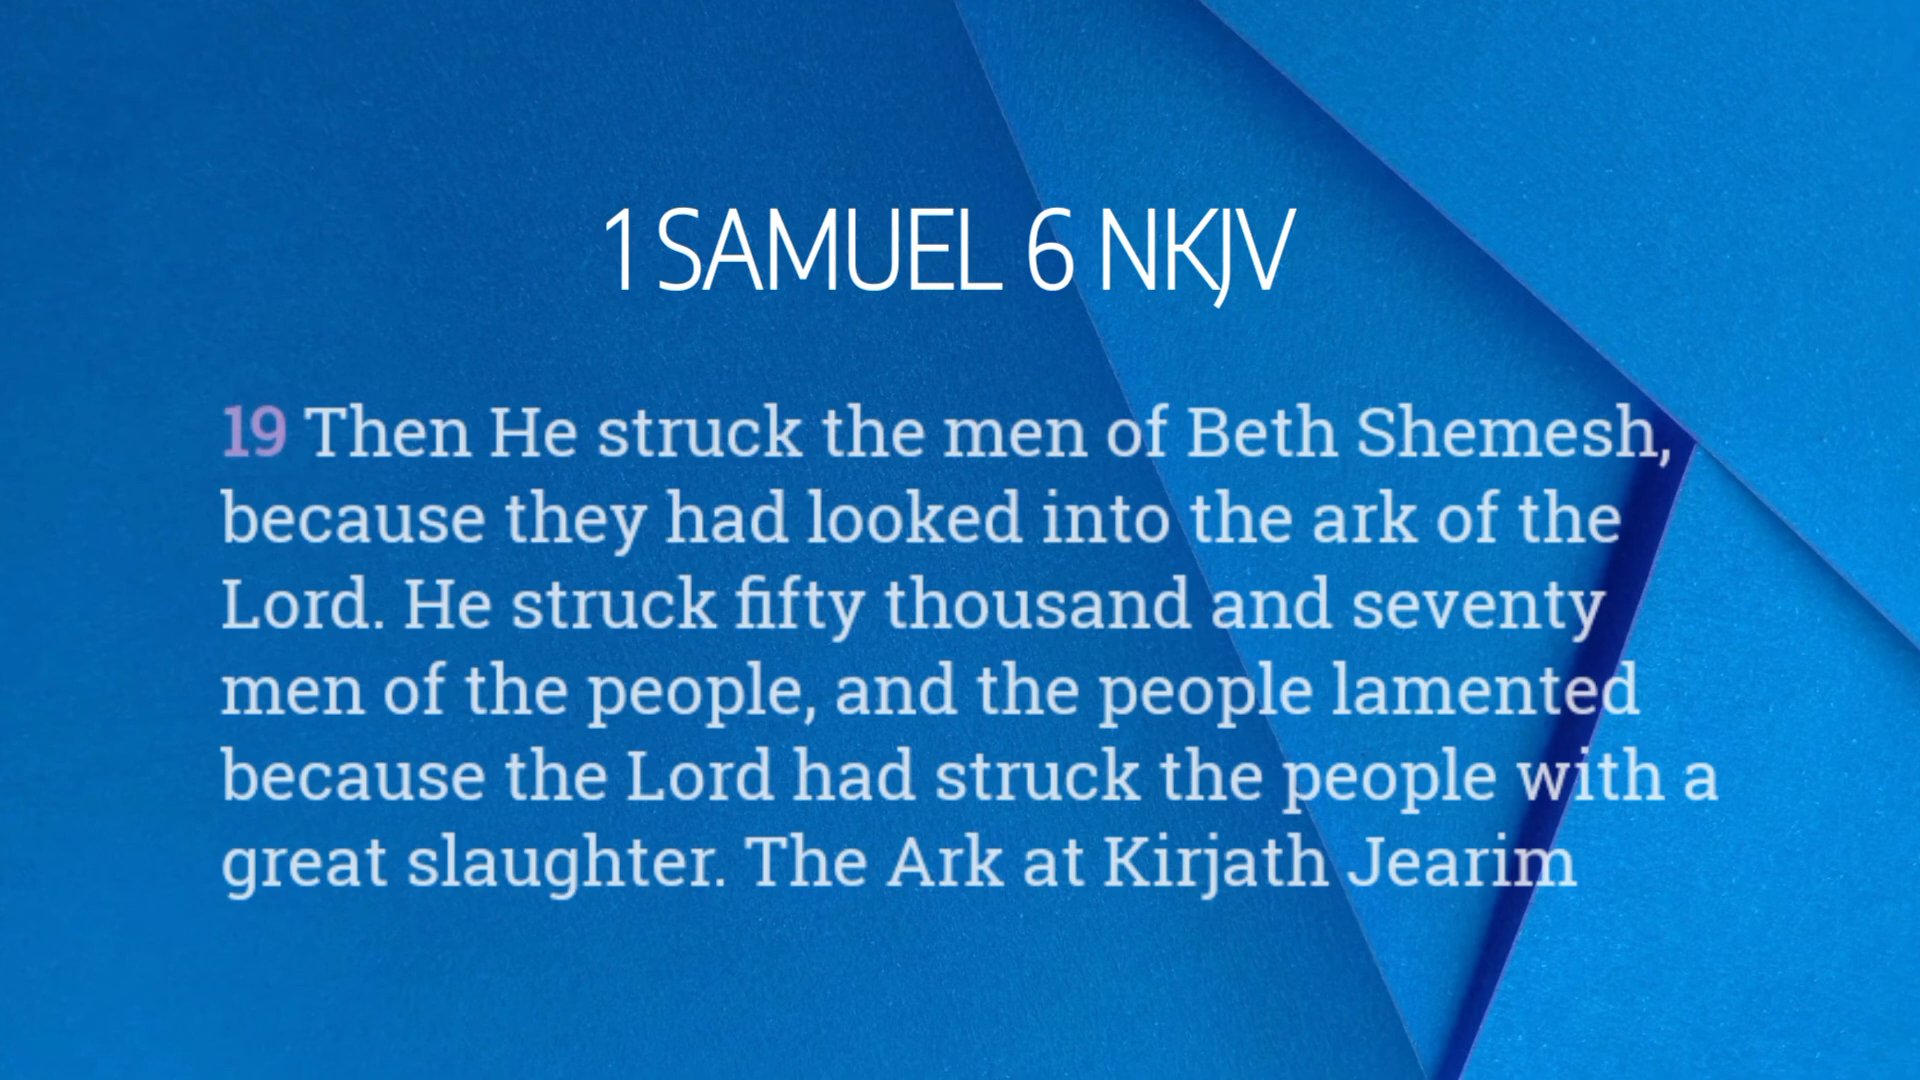 1 SAMUEL 6 NKJV
19 Then He struck the men of Beth Shemesh,
because they had looked into the ark of the
Lord. He struck fifty thousand and seventy
men of the people, and the people lamented
because the Lord had struck the people with a
great slaughter. The Ark at Kirjath Jearim